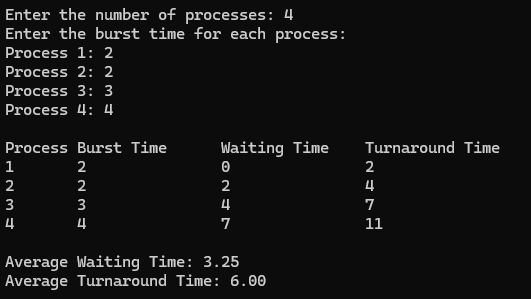 Enter the number of processes: 4
Enter the burst time for each process:
Process 1: 2
Process 2: 2
Process 3: 3
Process 4: 4
Process Burst Time Waiting Time Turnaround Time
1 2 0 2
2 2 2 4
3 3 4 7
4 4 7 11
Average Waiting Time: 3.25
Average Turnaround Time: 6.00